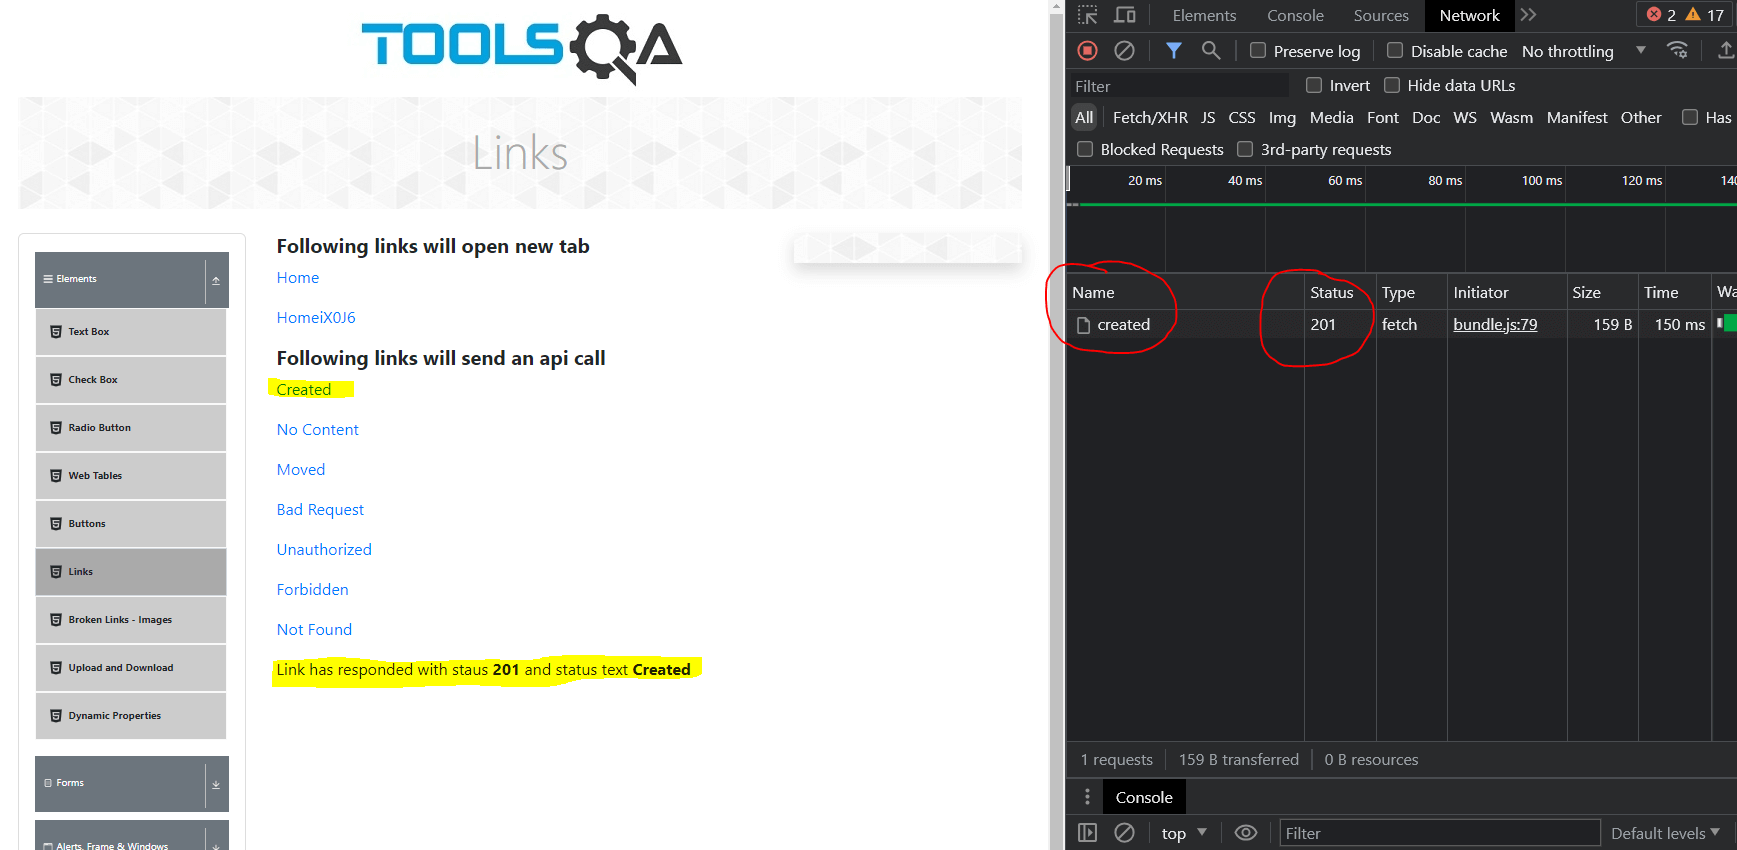 TOOLSQA
Links
Elements
Text Box
Check Box
Radio Button
Web Tables
Buttons
Links
Broken Links - Images
Upload and Download
Dynamic Properties
Forms
Alerts, Frame & Windows
Following links will open new tab
Home
HomeiX0J6
Following links will send an api call
Created
No Content
Moved
Bad Request
Unauthorized
Forbidden
Not Found
Link has responded with staus 201 and status text Created
Elements Console Sources Network 2 17
Preserve log Disable cache No throttling
Filter Invert Hide data URLs
All Fetch/XHR JS CSS Img Media Font Doc WS Wasm Manifest Other Has
Blocked Requests 3rd-party requests
20 ms 40 ms 60 ms 80 ms 100 ms 120 ms 140
Name Status Type Initiator Size Time Wa
created 201 fetch bundle.js:79 159 B 150 ms
1 requests 159 B transferred 0 B resources
Console
top Filter Default levels